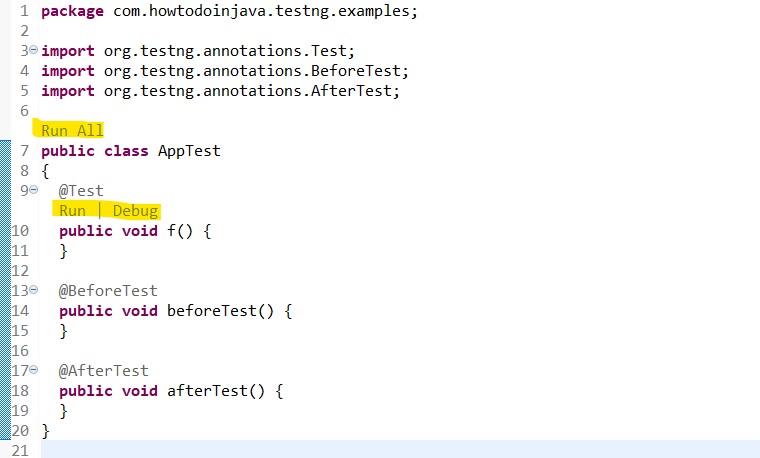 1 package com.howtodoinjava.testng.examples;
2
3 import org.testng.annotations.Test;
4 import org.testng.annotations.BeforeTest;
5 import org.testng.annotations.AfterTest;
6
Run All
7 public class AppTest
8 {
9 @Test
Run | Debug
10 public void f() {
11 }
12
13 @BeforeTest
14 public void beforeTest() {
15 }
16
17 @AfterTest
18 public void afterTest() {
19 }
20 }
21